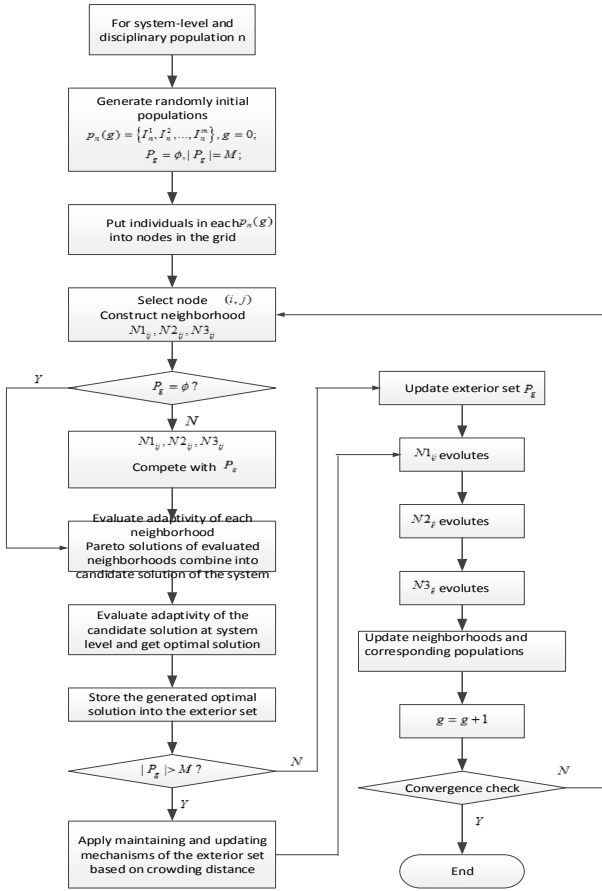 For system-level and
disciplinary population n
Generate randomly initial
populations
p_n(g) = {I_n^1, I_n^2, ..., I_n^m}, g = 0;
P_g = ϕ, | P_g |= M;
Put individuals in each p_n(g)
into nodes in the grid
Select node (i, j)
Construct neighborhood
N1_ij, N2_ij, N3_ij
Y
P_g = ϕ ?
N
N1_ij, N2_ij, N3_ij
Compete with P_g
Evaluate adaptivity of each
neighborhood
Pareto solutions of evaluated
neighborhoods combine into
candidate solution of the system
Evaluate adaptivity of the
candidate solution at system
level and get optimal solution
Store the generated optimal
solution into the exterior set
| P_g |> M ?
N
Y
Apply maintaining and updating
mechanisms of the exterior set
based on crowding distance
Update exterior set P_g
N1_ij evolutes
N2_ij evolutes
N3_ij evolutes
Update neighborhoods and
corresponding populations
g = g + 1
Convergence check
N
Y
End